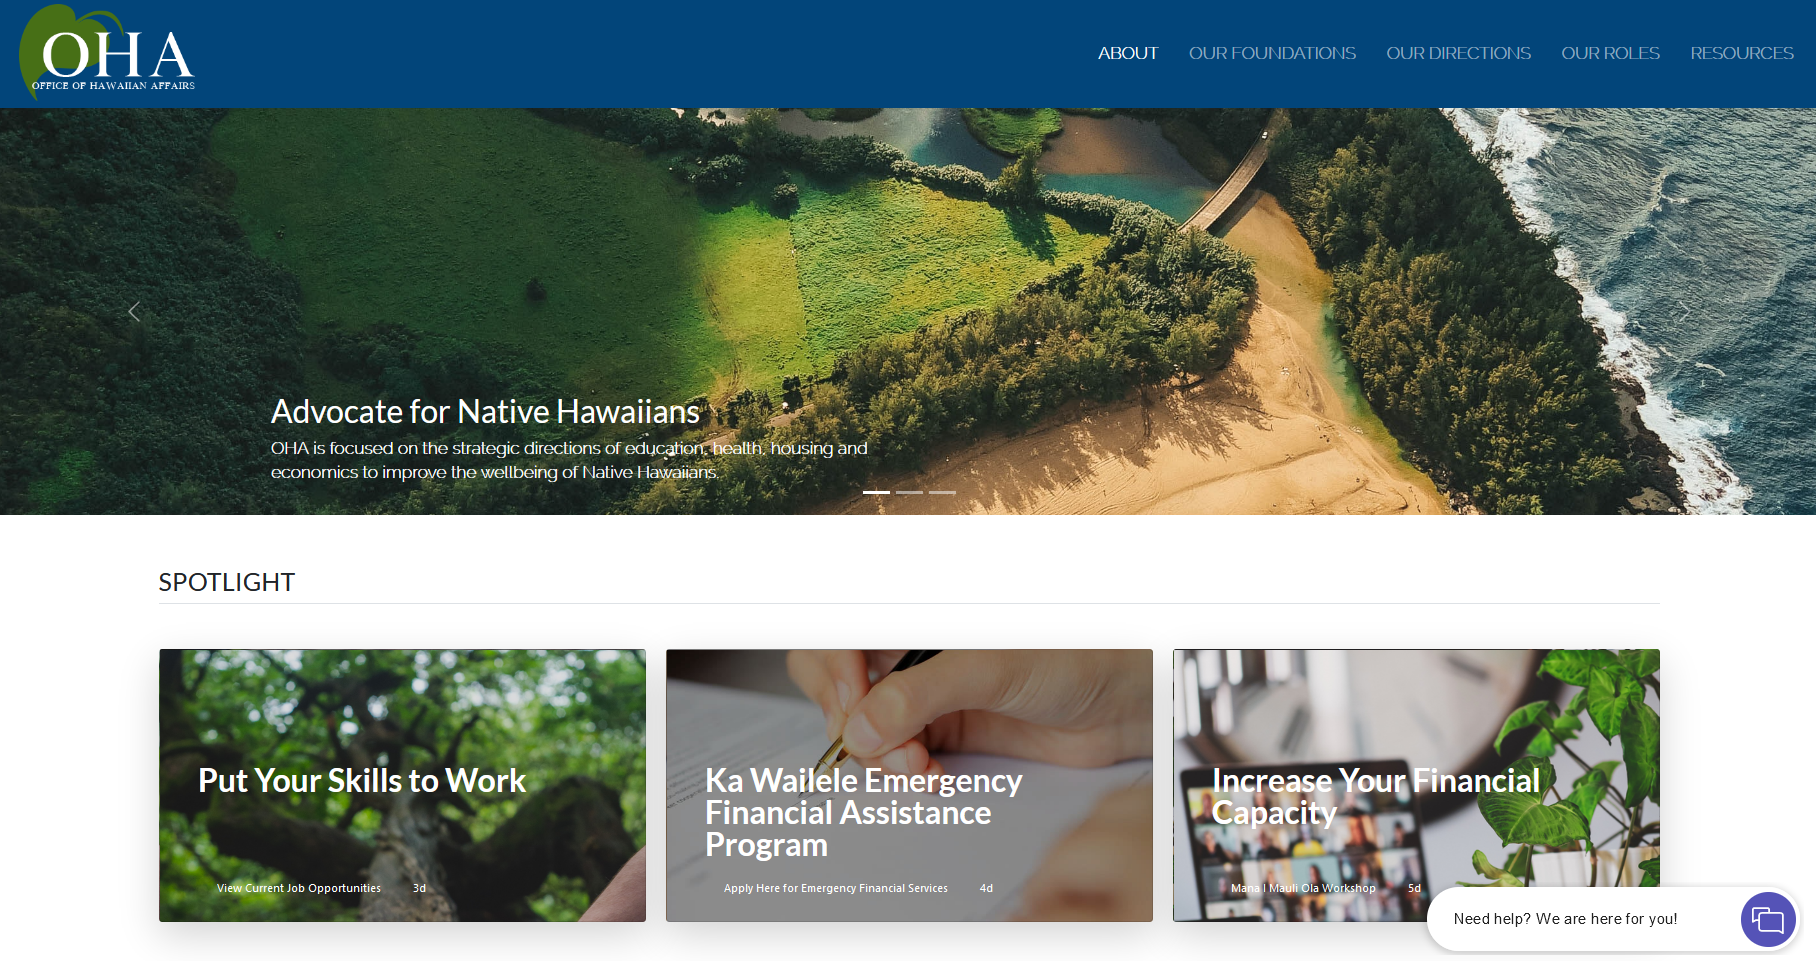 OHA
OFFICE OF HAWAIIAN AFFAIRS
ABOUT
OUR FOUNDATIONS
OUR DIRECTIONS
OUR ROLES
RESOURCES
Advocate for Native Hawaiians
OHA is focused on the strategic directions of education, health, housing and
economics to improve the wellbeing of Native Hawaiians.
SPOTLIGHT
Put Your Skills to Work
View Current Job Opportunities 3d
Ka Wailele Emergency
Financial Assistance
Program
Apply Here for Emergency Financial Services 4d
Increase Your Financial
Capacity
Mana I Mauli Ola Workshop 5d
Need help? We are here for you!